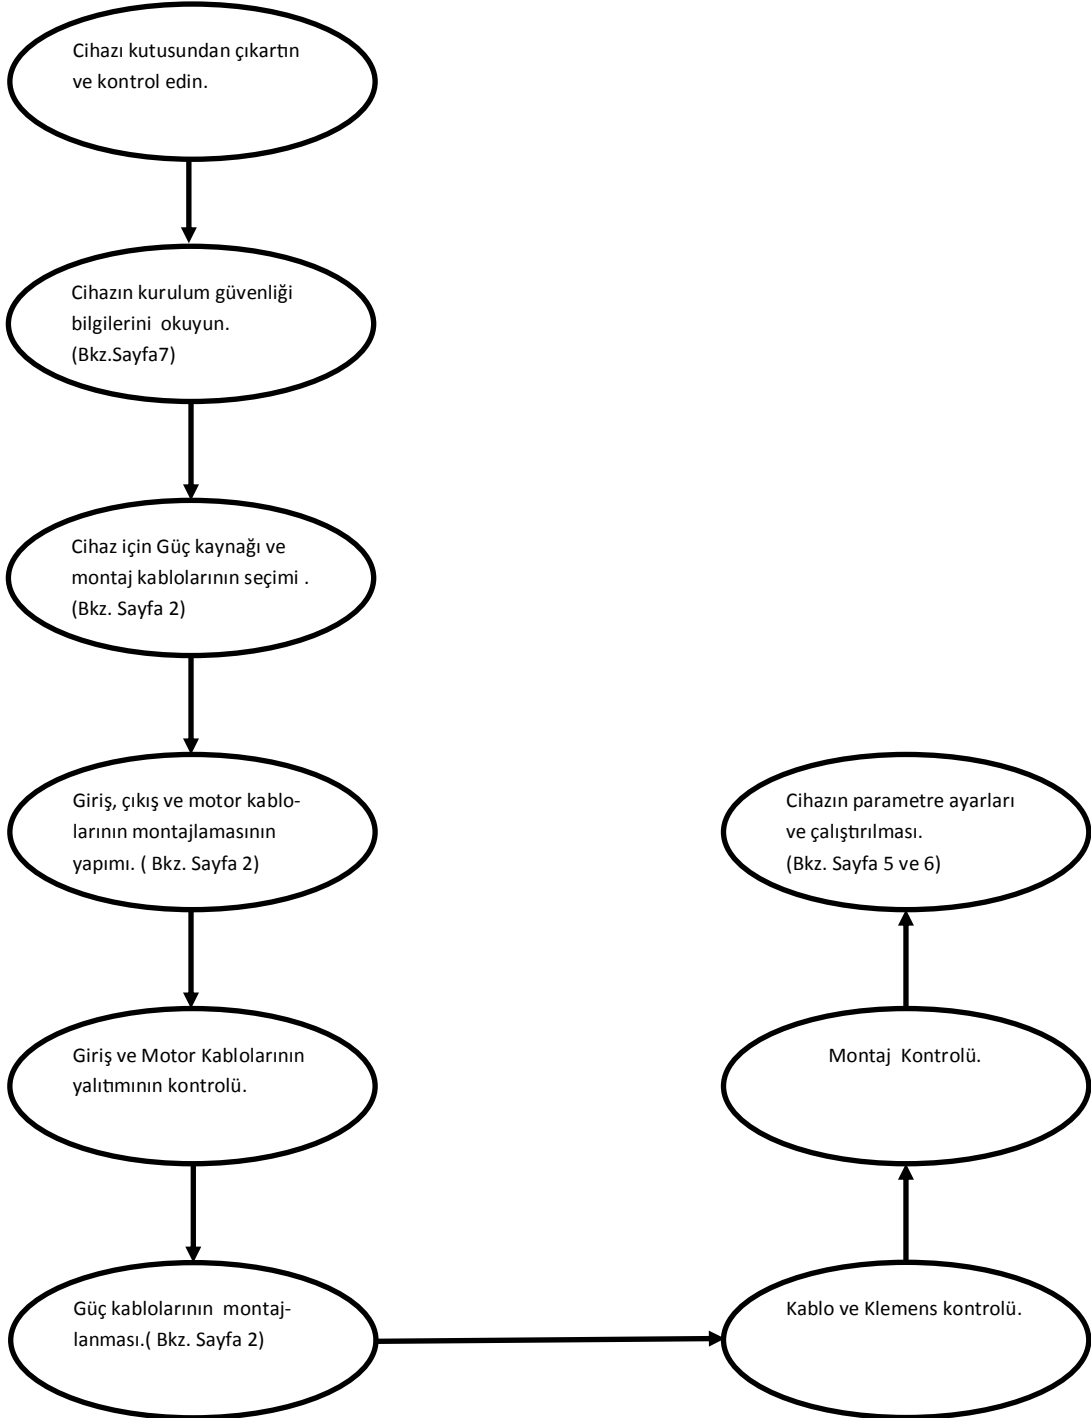 Cihazı kutusundan çıkartın
ve kontrol edin.
Cihazın kurulum güvenliği
bilgilerini okuyun.
(Bkz.Sayfa7)
Cihaz için Güç kaynağı ve
montaj kablolarının seçimi .
(Bkz. Sayfa 2)
Giriş, çıkış ve motor kablo-
larının montajlamasının
yapımı. ( Bkz. Sayfa 2)
Giriş ve Motor Kablolarının
yalıtımının kontrolü.
Güç kablolarının montaj-
lanması.( Bkz. Sayfa 2)
Kablo ve Klemens kontrolü.
Montaj Kontrolü.
Cihazın parametre ayarları
ve çalıştırılması.
(Bkz. Sayfa 5 ve 6)